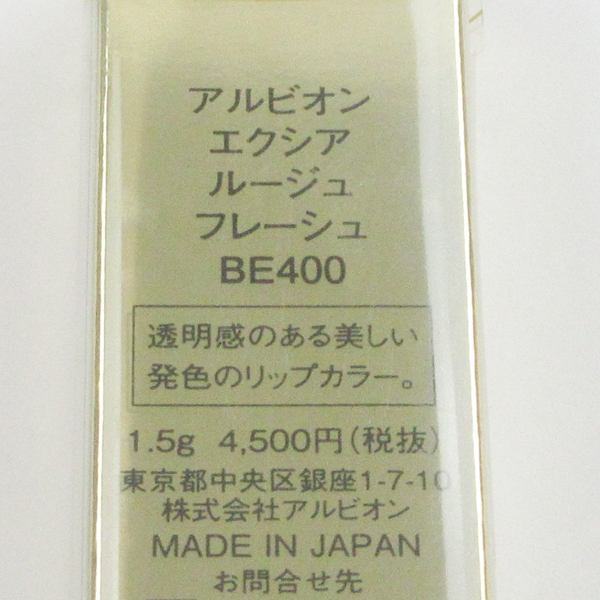 アルビオン
エクシア
ルージュ
フレーシュ
BE400
透明感のある美しい
発色のリップカラー。
1.5g 4,500円(税抜)
東京都中央区銀座1-7-10
株式会社アルビオン
MADE IN JAPAN
お問合せ先